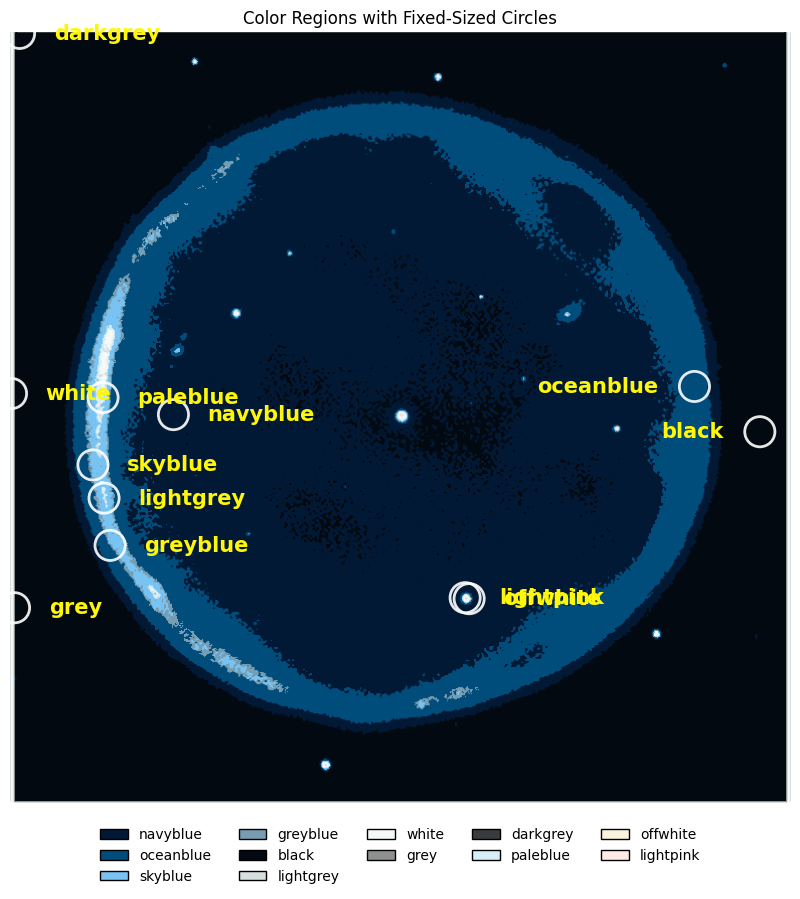 Color Regions with Fixed-Sized Circles
darkgrey
oceanblue
white
paleblue
navyblue
black
skyblue
lightgrey
greyblue
lightpink
offwhite
grey
navyblue greyblue white darkgrey offwhite
oceanblue black grey paleblue lightpink
skyblue lightgrey